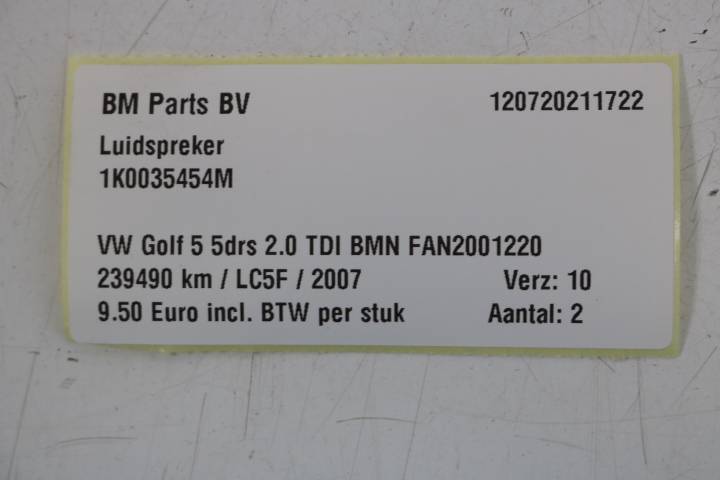 BM Parts BV 120720211722
Luidspreker
1K0035454M
VW Golf 5 5drs 2.0 TDI BMN FAN2001220
239490 km / LC5F / 2007 Verz: 10
9.50 Euro incl. BTW per stuk Aantal: 2